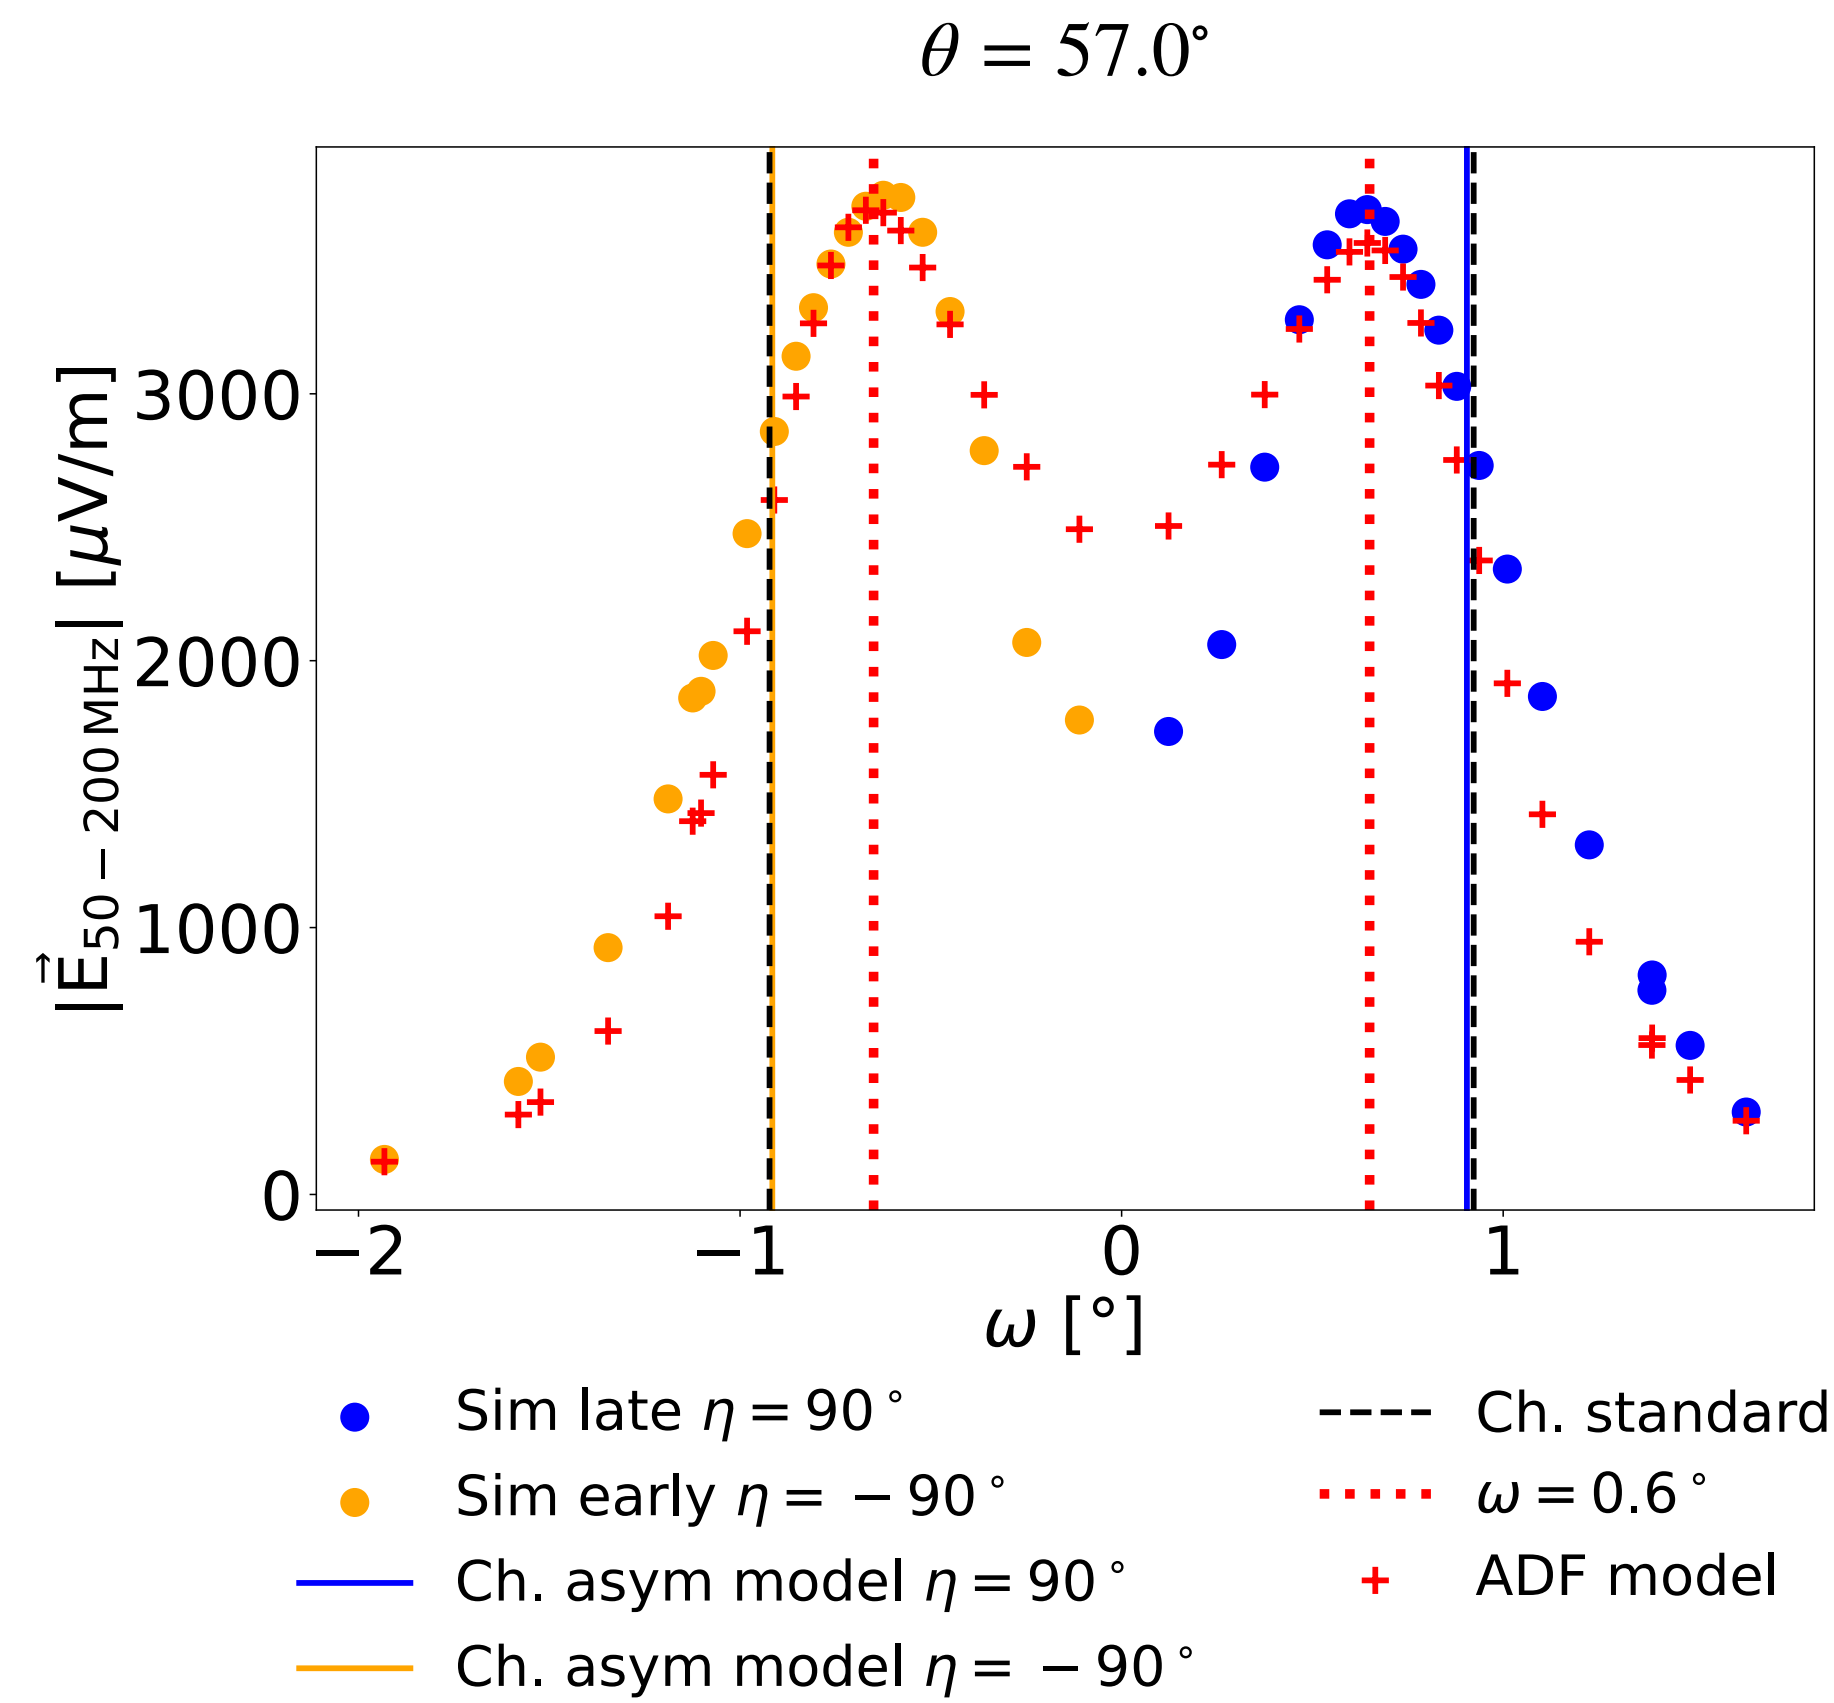 θ = 57.0°
|E⃗₅₀₋₂₀₀ MHz| [μV/m]
3000
2000
1000
0
−2 −1 0 1
ω [°]
Sim late η = 90°
Sim early η = −90°
Ch. asym model η = 90°
Ch. asym model η = −90°
Ch. standard
ω = 0.6°
ADF model